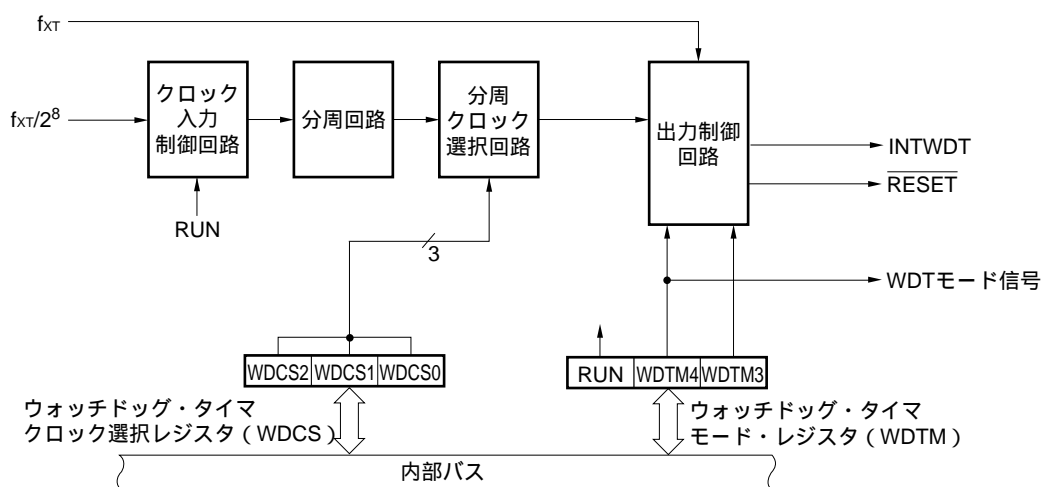 fXT
fXT/2⁸
クロック
入力
制御回路
分周回路
分周
クロック
選択回路
出力制御
回路
INTWDT
RESET
RUN
3
WDTモード信号
WDCS2 WDCS1 WDCS0
RUN WDTM4 WDTM3
ウォッチドッグ・タイマ
クロック選択レジスタ（WDCS）
ウォッチドッグ・タイマ
モード・レジスタ（WDTM）
内部バス